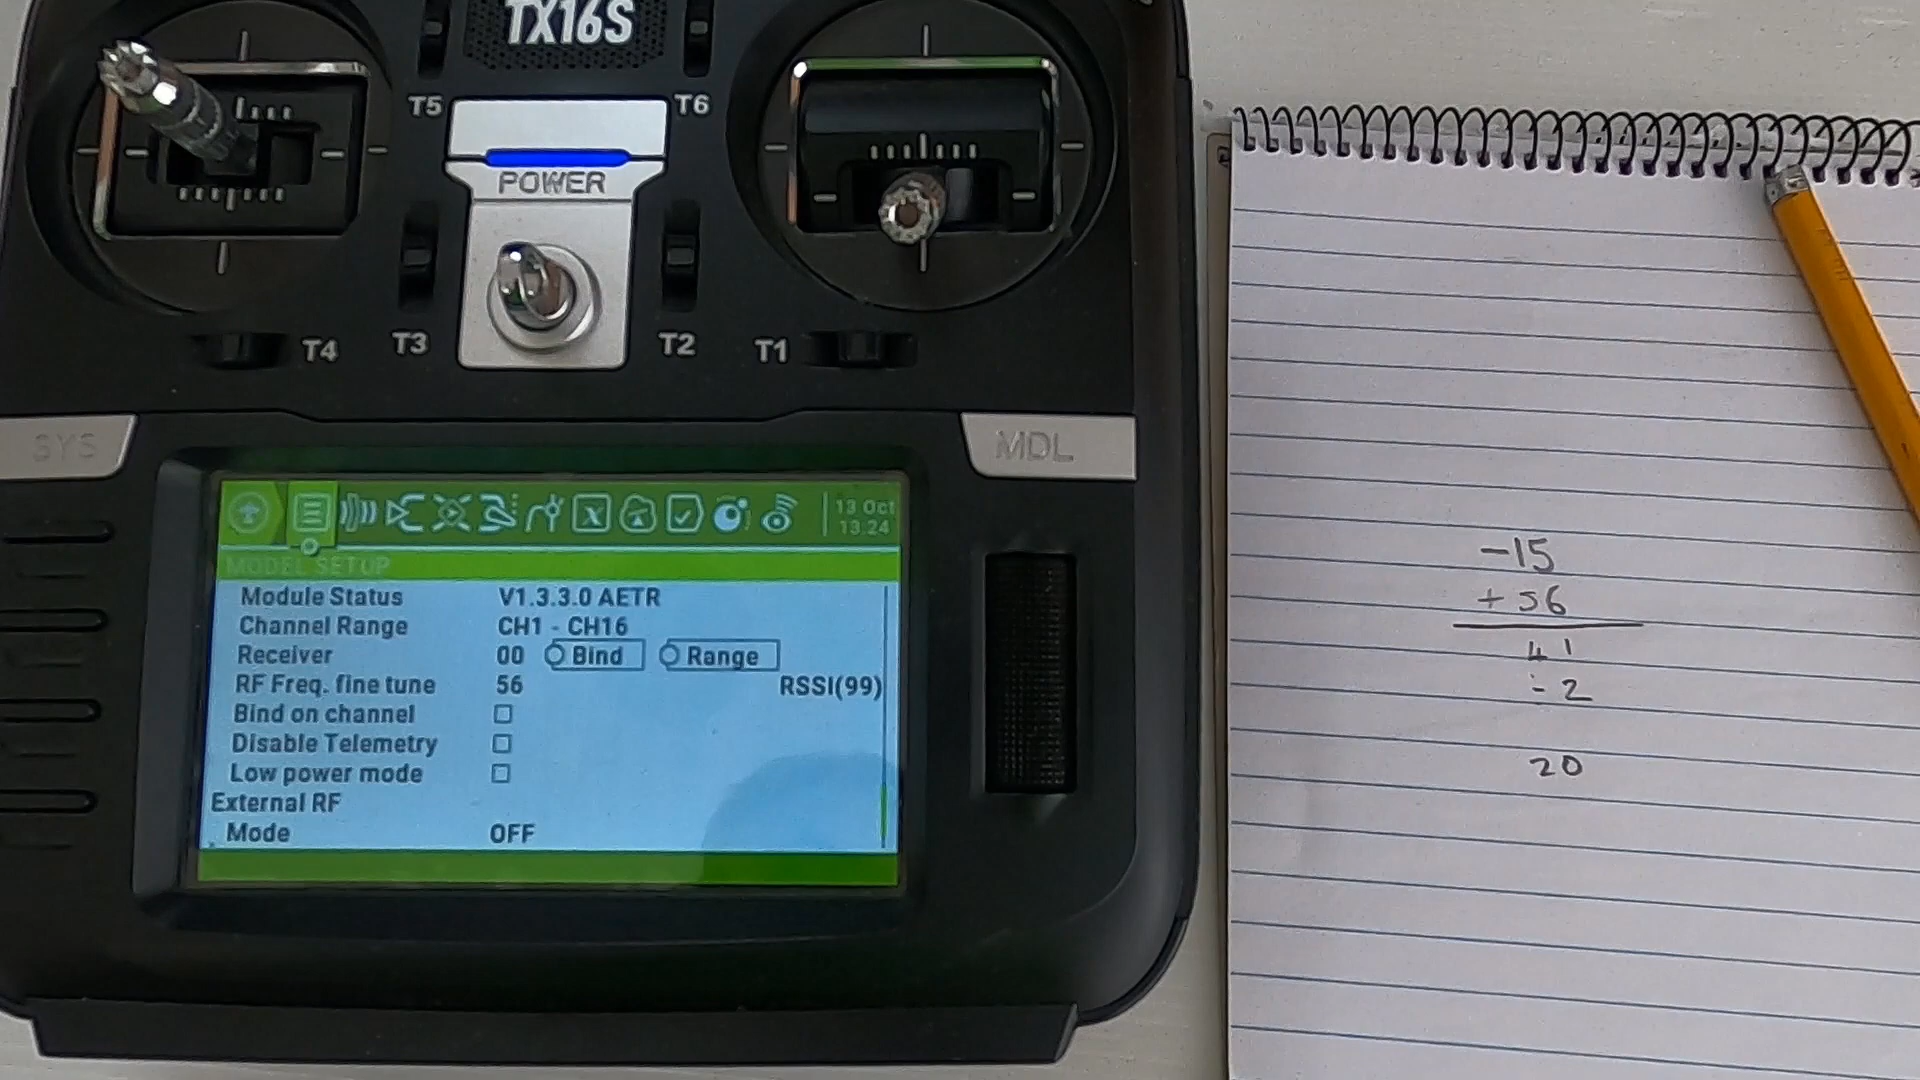 TX16S
T5
T6
POWER
T4
T3
T2
T1
SYS
MDL
13 Oct
13:24
MODEL SETUP
Module Status V1.3.3.0 AETR
Channel Range CH1 - CH16
Receiver 00 Bind Range
RF Freq. fine tune 56 RSSI(99)
Bind on channel
Disable Telemetry
Low power mode
External RF
Mode OFF
-15
+56
41
÷2
20